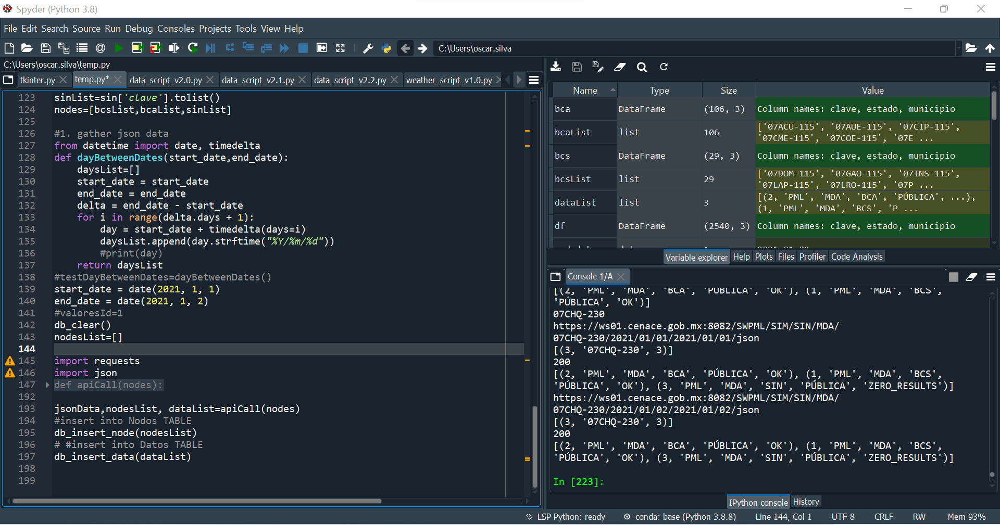 Spyder (Python 3.8)
File Edit Search Source Run Debug Consoles Projects Tools View Help
C:\Users\oscar.silva
C:\Users\oscar.silva\temp.py
tkinter.py temp.py* data_script_v2.0.py data_script_v2.1.py data_script_v2.2.py weather_script_v1.0.py
123 sinList=sin['clave'].tolist()
124 nodes=[bcsList,bcaList,sinList]
125
126 #1. gather json data
127 from datetime import date, timedelta
128 def dayBetweenDates(start_date,end_date):
129     daysList=[]
130     start_date = start_date
131     end_date = end_date
132     delta = end_date - start_date
133     for i in range(delta.days + 1):
134         day = start_date + timedelta(days=i)
135         daysList.append(day.strftime("%Y/%m/%d"))
136         #print(day)
137     return daysList
138 #testDayBetweenDates=dayBetweenDates()
139 start_date = date(2021, 1, 1)
140 end_date = date(2021, 1, 2)
141 #valoresId=1
142 db_clear()
143 nodesList=[]
144
145 import requests
146 import json
147 def apiCall(nodes):
192
193 jsonData,nodesList, dataList=apiCall(nodes)
194 #insert into Nodos TABLE
195 db_insert_node(nodesList)
196 # #insert into Datos TABLE
197 db_insert_data(dataList)
198
199
Name Type Size Value
bca DataFrame (106, 3) Column names: clave, estado, municipio
bcaList list 106 ['07ACU-115', '07AUE-115', '07CIP-115',
'07CME-115', '07COE-115', '07E ...
bcs DataFrame (29, 3) Column names: clave, estado, municipio
bcsList list 29 ['07DOM-115', '07GAO-115', '07INS-115',
'07LAP-115', '07LRO-115', '07P ...
dataList list 3 [(2, 'PML', 'MDA', 'BCA', 'PÚBLICA', ...),
(1, 'PML', 'MDA', 'BCS', 'P ...
df DataFrame (2540, 3) Column names: clave, estado, municipio
Variable explorer Help Plots Files Profiler Code Analysis
Console 1/A
[(2, 'PML', 'MDA', 'BCA', 'PÚBLICA', 'OK'), (1, 'PML', 'MDA', 'BCS',
'PÚBLICA', 'OK')]
07CHQ-230
https://ws01.cenace.gob.mx:8082/SWPML/SIM/SIN/MDA/
07CHQ-230/2021/01/01/2021/01/01/json
[(3, '07CHQ-230', 3)]
200
[(2, 'PML', 'MDA', 'BCA', 'PÚBLICA', 'OK'), (1, 'PML', 'MDA', 'BCS',
'PÚBLICA', 'OK'), (3, 'PML', 'MDA', 'SIN', 'PÚBLICA', 'ZERO_RESULTS')]
https://ws01.cenace.gob.mx:8082/SWPML/SIM/SIN/MDA/
07CHQ-230/2021/01/02/2021/01/02/json
[(3, '07CHQ-230', 3)]
200
[(2, 'PML', 'MDA', 'BCA', 'PÚBLICA', 'OK'), (1, 'PML', 'MDA', 'BCS',
'PÚBLICA', 'OK'), (3, 'PML', 'MDA', 'SIN', 'PÚBLICA', 'ZERO_RESULTS')]
In [223]:
IPython console History
LSP Python: ready conda: base (Python 3.8.8) Line 144, Col 1 UTF-8 CRLF RW Mem 93%